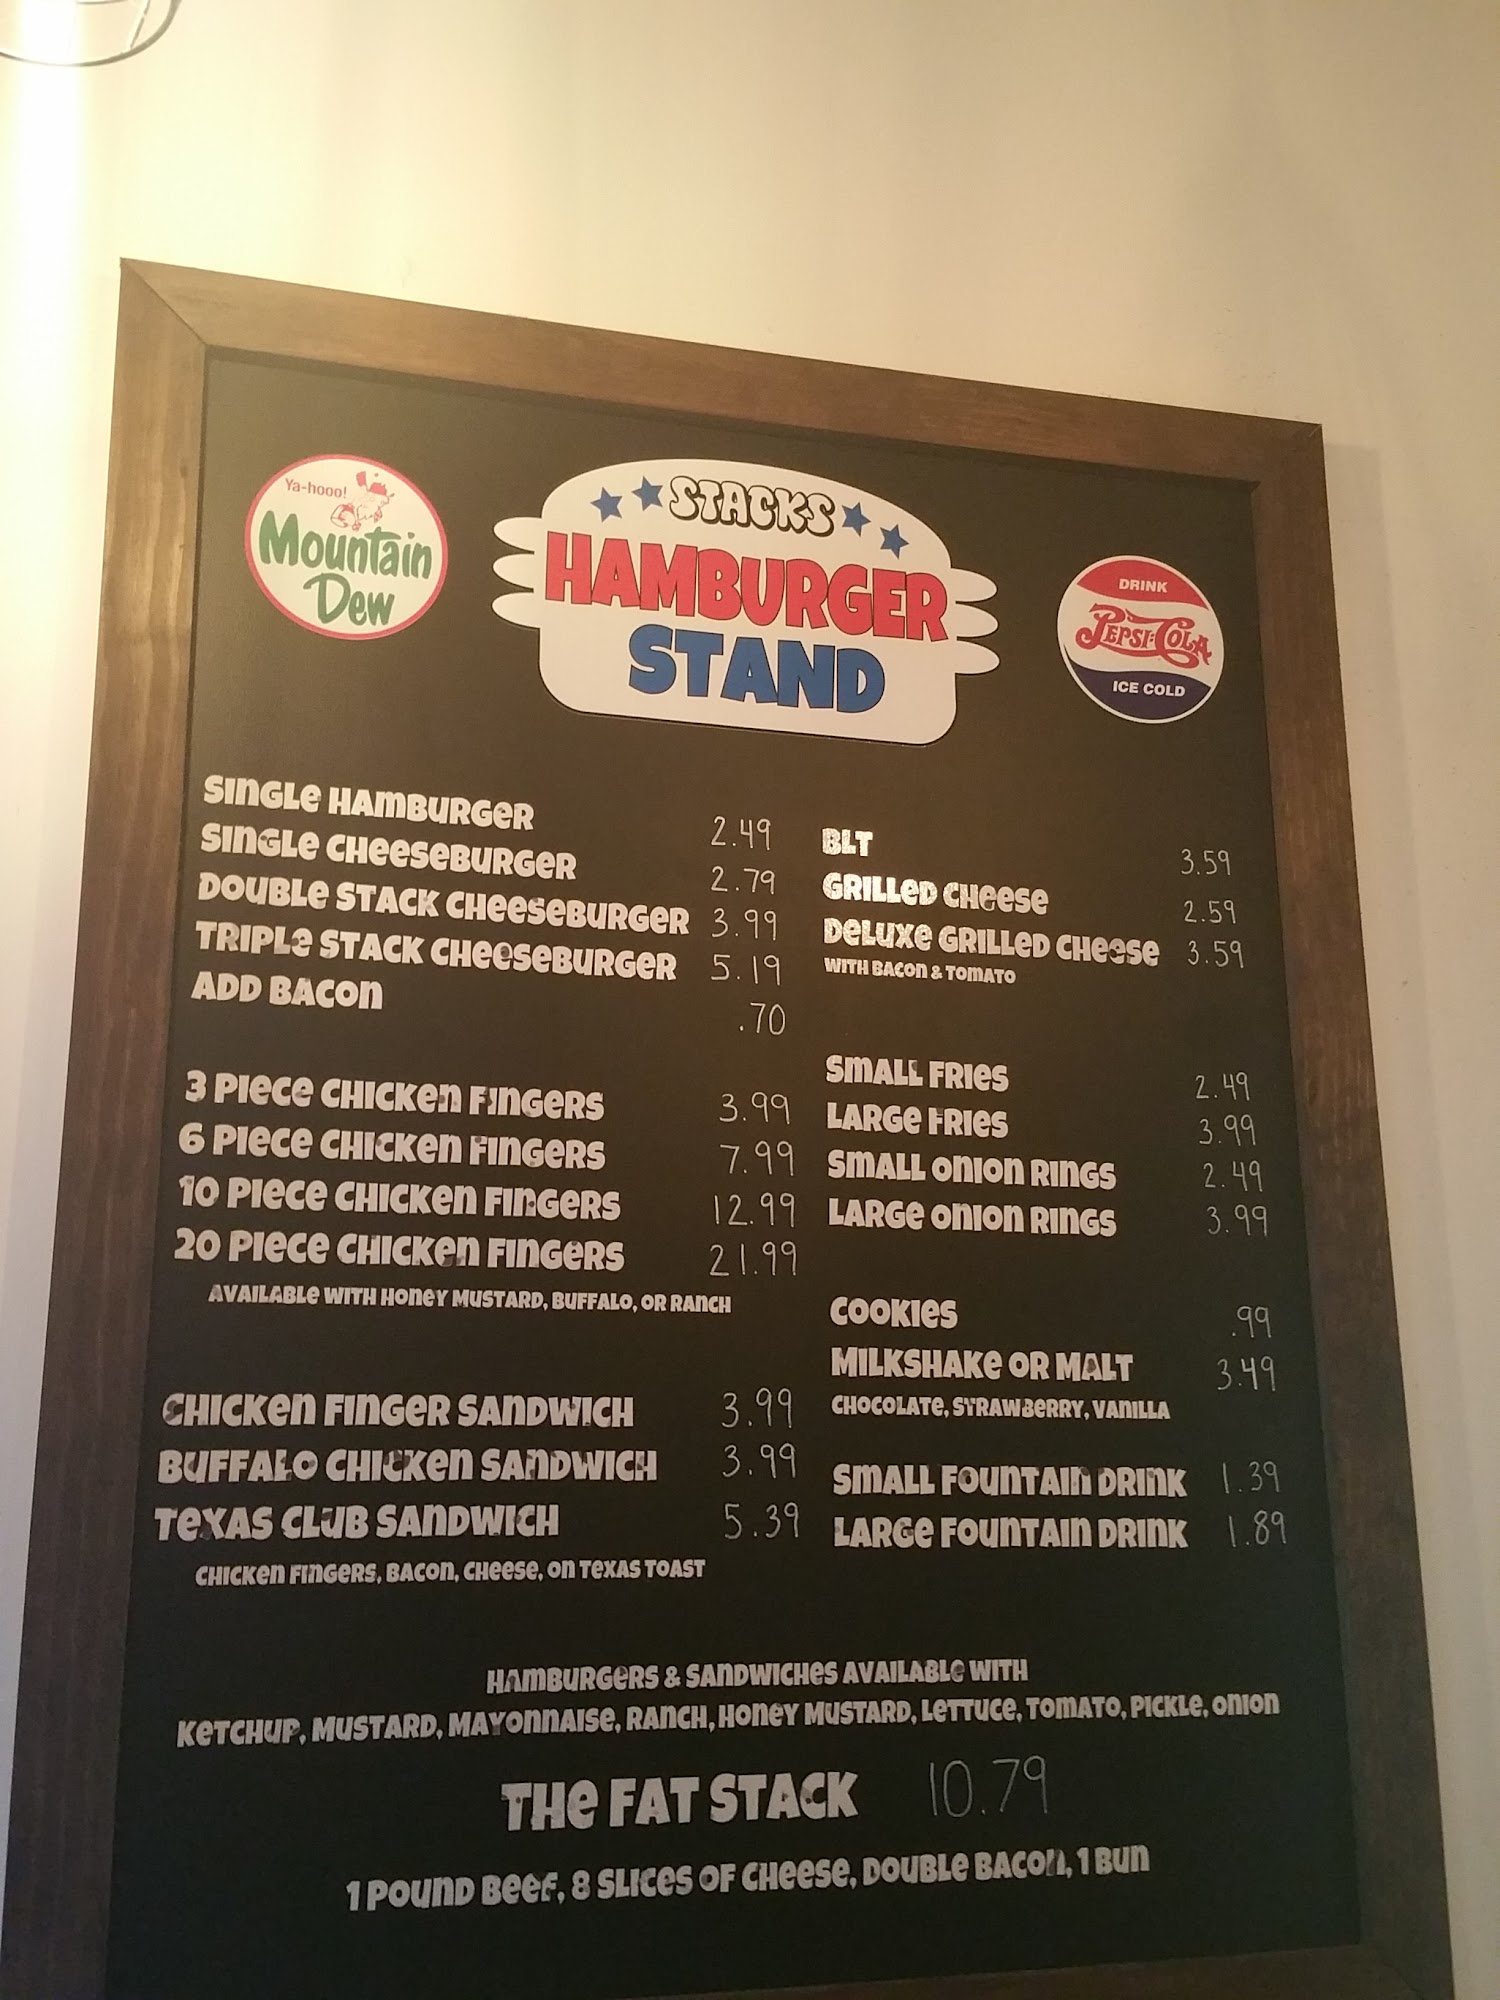 Ya-hooo!
Mountain
Dew
STACKS
HAMBURGER
STAND
DRINK
PEPSI-COLA
ICE COLD
SINGLE HAMBURGER 2.49
SINGLE CHEESEBURGER 2.79
DOUBLE STACK CHEESEBURGER 3.99
TRIPLE STACK CHEESEBURGER 5.19
ADD BACON .70
3 PIECE CHICKEN FINGERS 3.99
6 PIECE CHICKEN FINGERS 7.99
10 PIECE CHICKEN FINGERS 12.99
20 PIECE CHICKEN FINGERS 21.99
AVAILABLE WITH HONEY MUSTARD, BUFFALO, OR RANCH
CHICKEN FINGER SANDWICH 3.99
BUFFALO CHICKEN SANDWICH 3.99
TEXAS CLUB SANDWICH 5.39
CHICKEN FINGERS, BACON, CHEESE, ON TEXAS TOAST
BLT 3.59
GRILLED CHEESE 2.59
DELUXE GRILLED CHEESE 3.59
WITH BACON & TOMATO
SMALL FRIES 2.49
LARGE FRIES 3.99
SMALL ONION RINGS 2.49
LARGE ONION RINGS 3.99
COOKIES .99
MILKSHAKE OR MALT 3.49
CHOCOLATE, STRAWBERRY, VANILLA
SMALL FOUNTAIN DRINK 1.39
LARGE FOUNTAIN DRINK 1.89
HAMBURGERS & SANDWICHES AVAILABLE WITH
KETCHUP, MUSTARD, MAYONNAISE, RANCH, HONEY MUSTARD, LETTUCE, TOMATO, PICKLE, ONION
THE FAT STACK 10.79
1 POUND BEEF, 8 SLICES OF CHEESE, DOUBLE BACON, 1 BUN